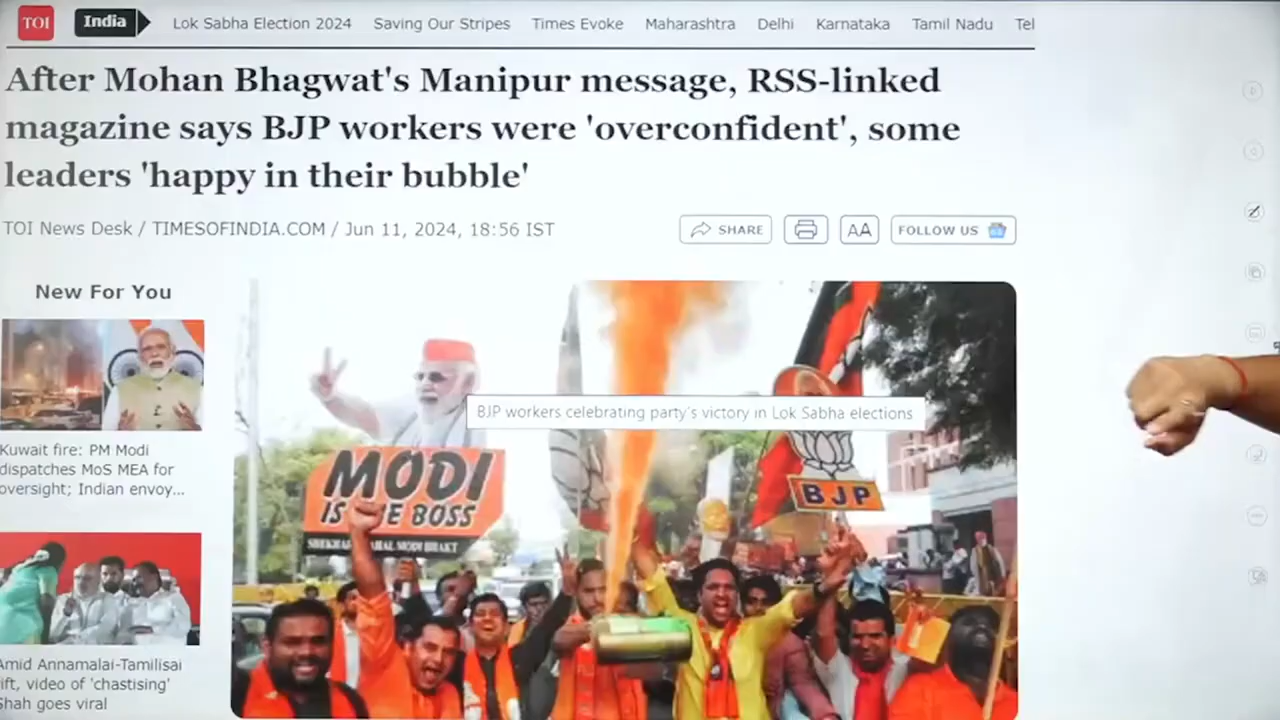 TOI
India
Lok Sabha Election 2024
Saving Our Stripes
Times Evoke
Maharashtra
Delhi
Karnataka
Tamil Nadu
Tel
After Mohan Bhagwat's Manipur message, RSS-linked
magazine says BJP workers were 'overconfident', some
leaders 'happy in their bubble'
TOI News Desk / TIMESOFINDIA.COM / Jun 11, 2024, 18:56 IST
SHARE
AA
FOLLOW US
New For You
Kuwait fire: PM Modi
dispatches MoS MEA for
oversight; Indian envoy...
Amid Annamalai-Tamilisai
ift, video of 'chastising'
Shah goes viral
BJP workers celebrating party's victory in Lok Sabha elections
MODI
IS E BOSS
MODI BHAKT
BJP